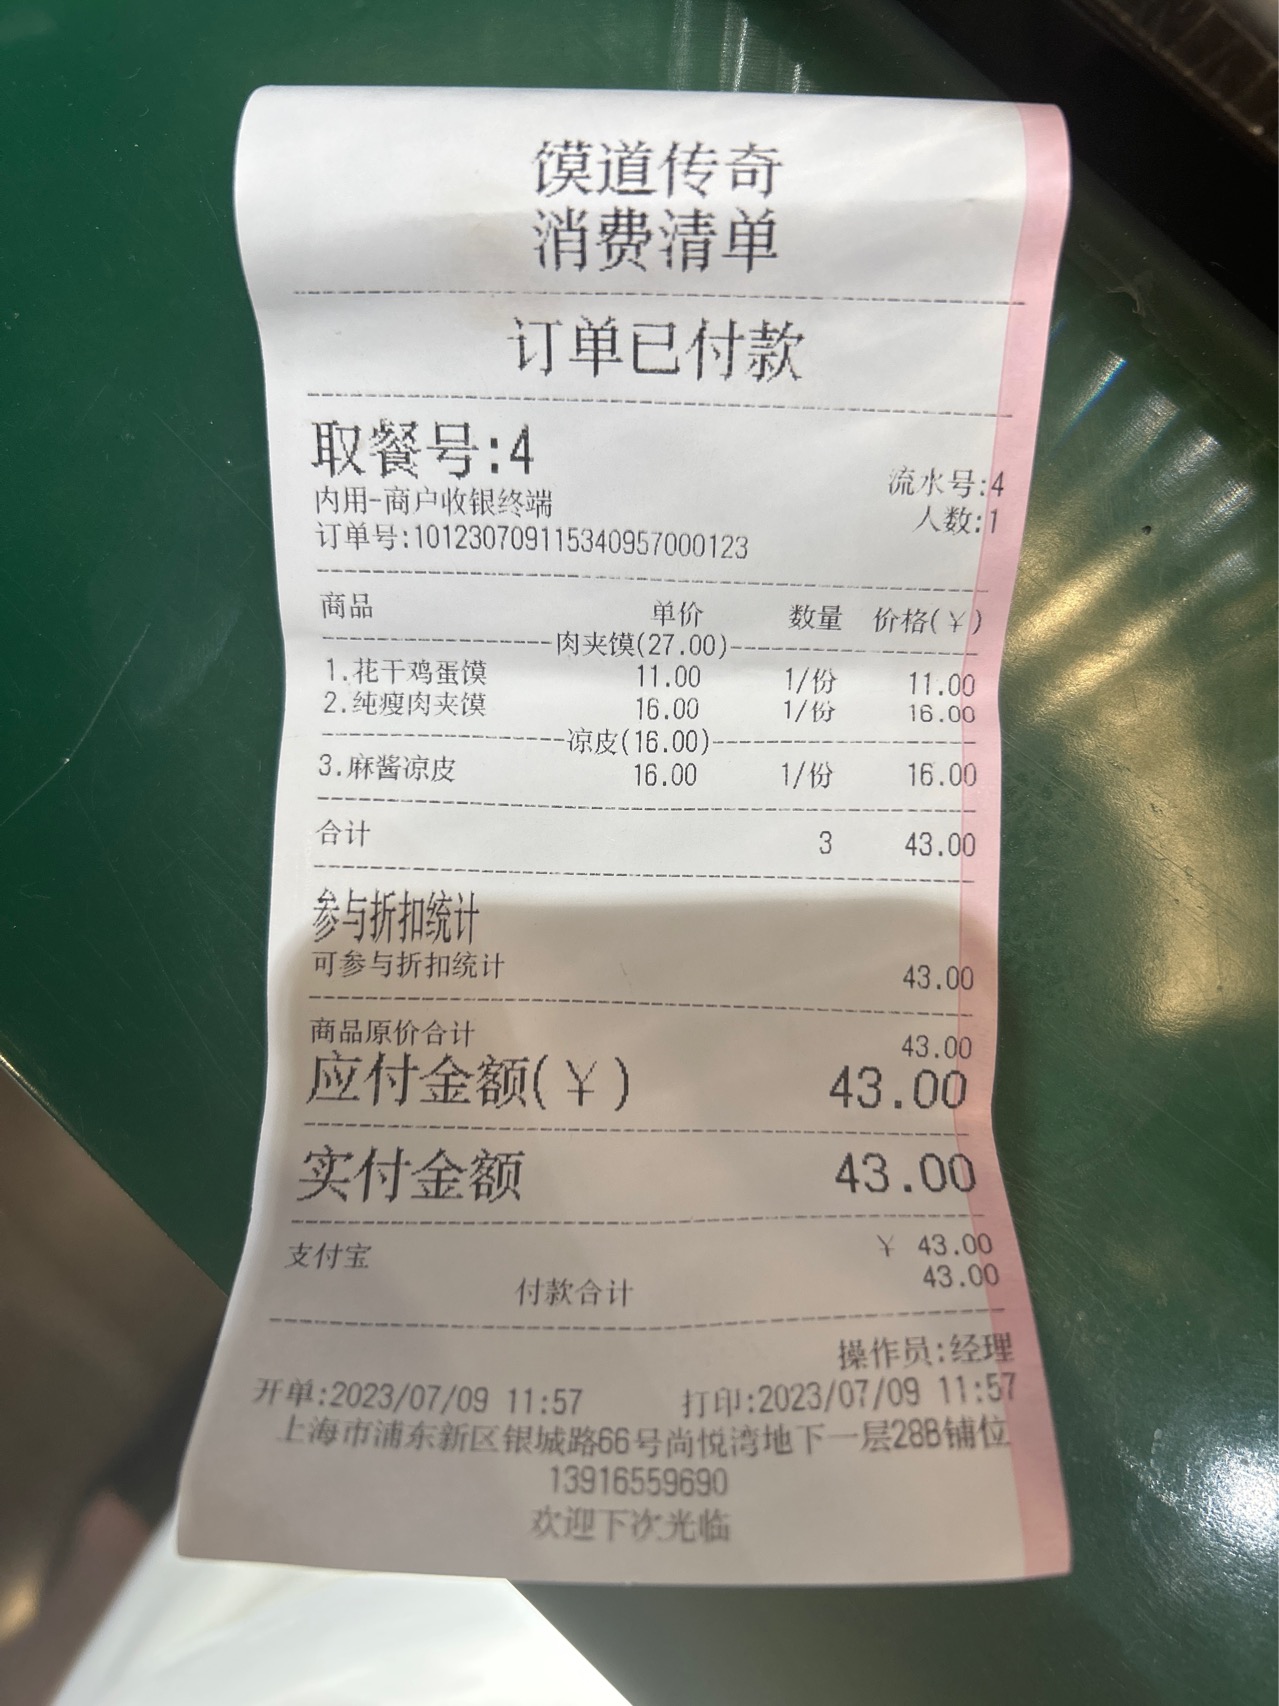 馍道传奇
消费清单
订单已付款
取餐号:4
流水号:4
内用-商户收银终端
人数:1
订单号:101230709115340957000123
商品 单价 数量 价格(￥)
肉夹馍(27.00)
1.花干鸡蛋馍 11.00 1/份 11.00
2.纯瘦肉夹馍 16.00 1/份 16.00
凉皮(16.00)
3.麻酱凉皮 16.00 1/份 16.00
合计 3 43.00
参与折扣统计
可参与折扣统计 43.00
商品原价合计 43.00
应付金额(￥) 43.00
实付金额 43.00
支付宝 ￥ 43.00
付款合计 43.00
操作员:经理
开单:2023/07/09 11:57 打印:2023/07/09 11:57
上海市浦东新区银城路66号尚悦湾地下一层28B铺位
13916559690
欢迎下次光临